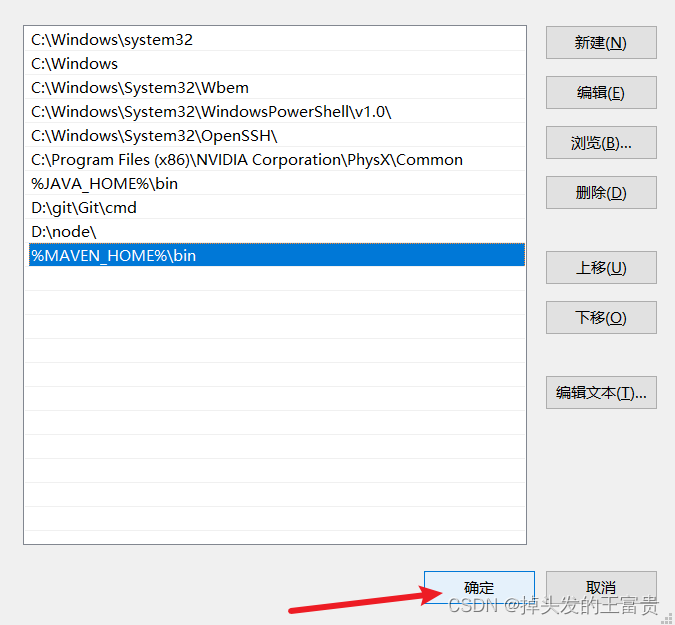 C:\Windows\system32
C:\Windows
C:\Windows\System32\Wbem
C:\Windows\System32\WindowsPowerShell\v1.0\
C:\Windows\System32\OpenSSH\
C:\Program Files (x86)\NVIDIA Corporation\PhysX\Common
%JAVA_HOME%\bin
D:\git\Git\cmd
D:\node\
%MAVEN_HOME%\bin
新建(N)
编辑(E)
浏览(B)...
删除(D)
上移(U)
下移(O)
编辑文本(T)...
确定
取消
CSDN @掉头发的王富贵